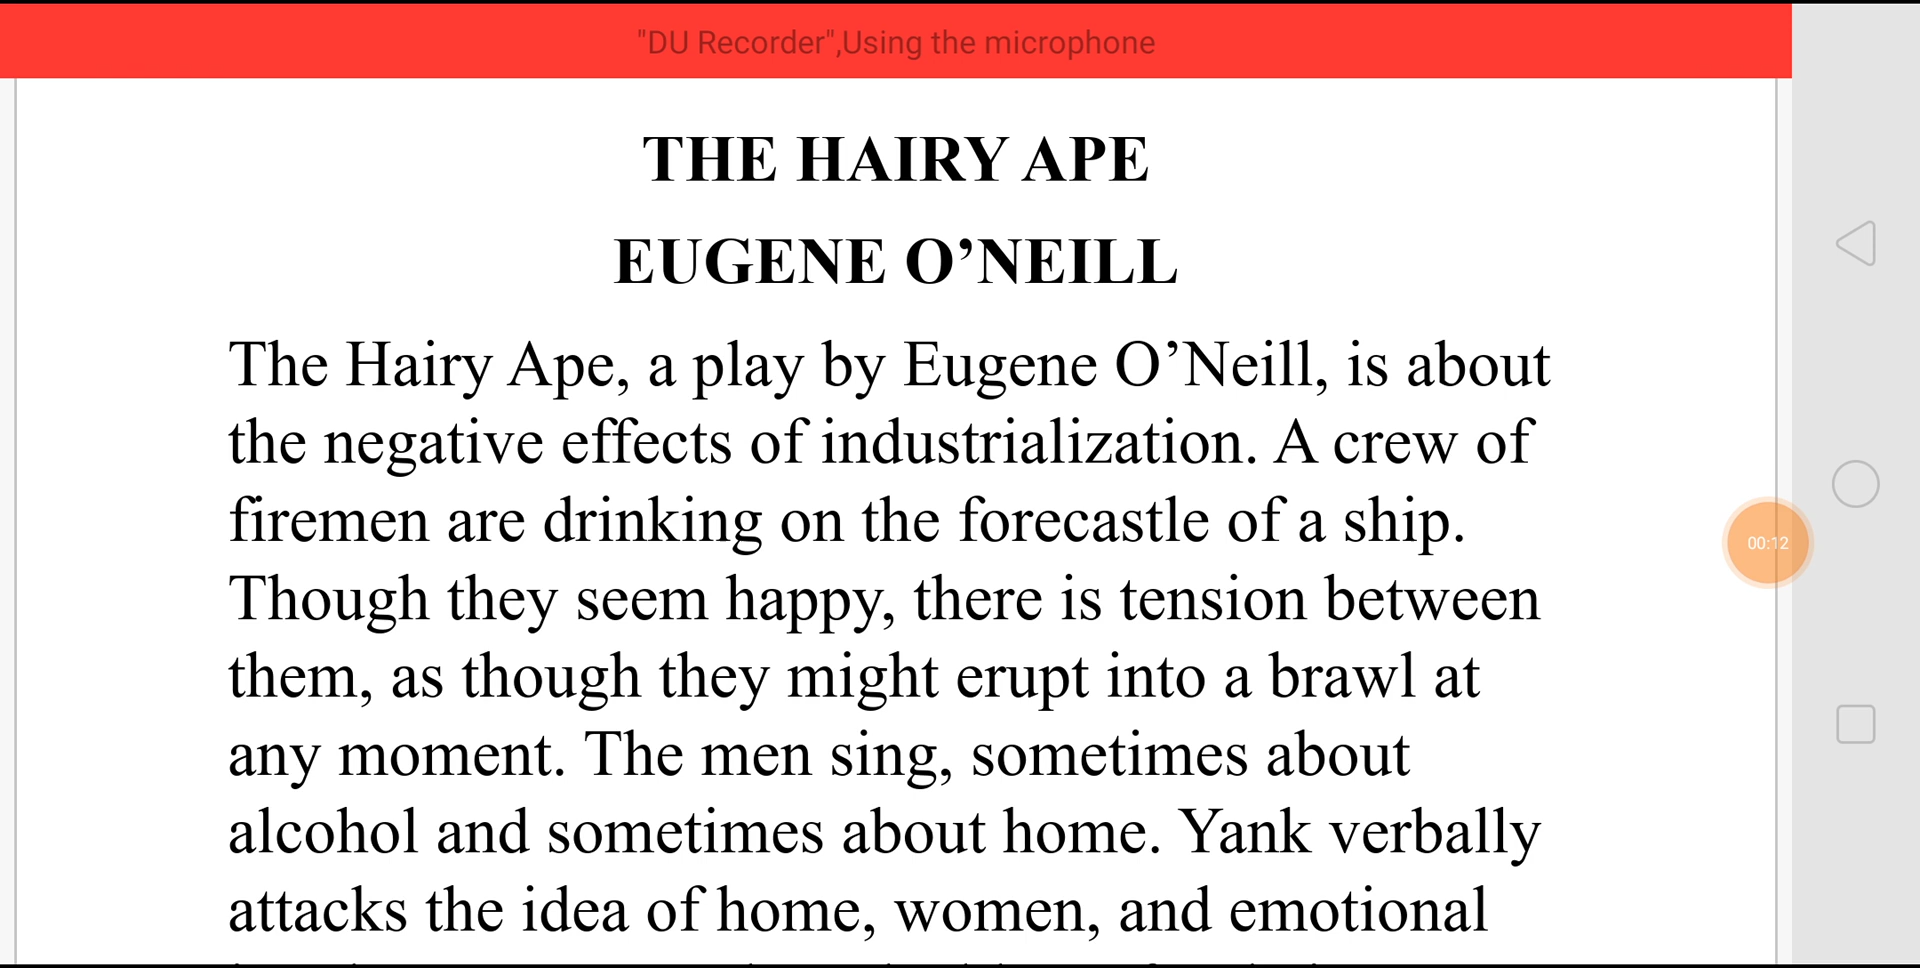 "DU Recorder",Using the microphone
THE HAIRY APE
EUGENE O’NEILL
The Hairy Ape, a play by Eugene O’Neill, is about
the negative effects of industrialization. A crew of
firemen are drinking on the forecastle of a ship.
Though they seem happy, there is tension between
them, as though they might erupt into a brawl at
any moment. The men sing, sometimes about
alcohol and sometimes about home. Yank verbally
attacks the idea of home, women, and emotional
00:12